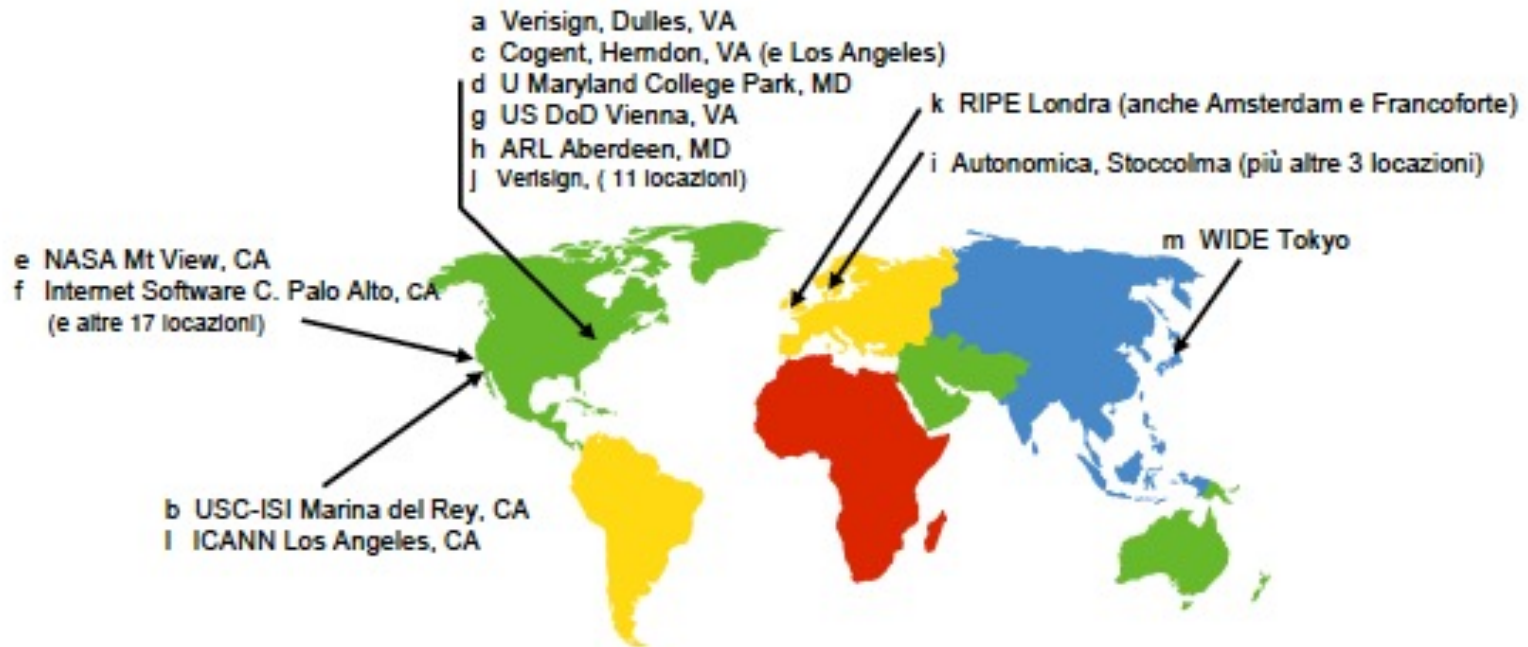 a Verisign, Dulles, VA
c Cogent, Herndon, VA (e Los Angeles)
d U Maryland College Park, MD
g US DoD Vienna, VA
h ARL Aberdeen, MD
j Verisign, ( 11 locazioni)
k RIPE Londra (anche Amsterdam e Francoforte)
i Autonomica, Stoccolma (più altre 3 locazioni)
m WIDE Tokyo
e NASA Mt View, CA
f Internet Software C. Palo Alto, CA
(e altre 17 locazioni)
b USC-ISI Marina del Rey, CA
l ICANN Los Angeles, CA